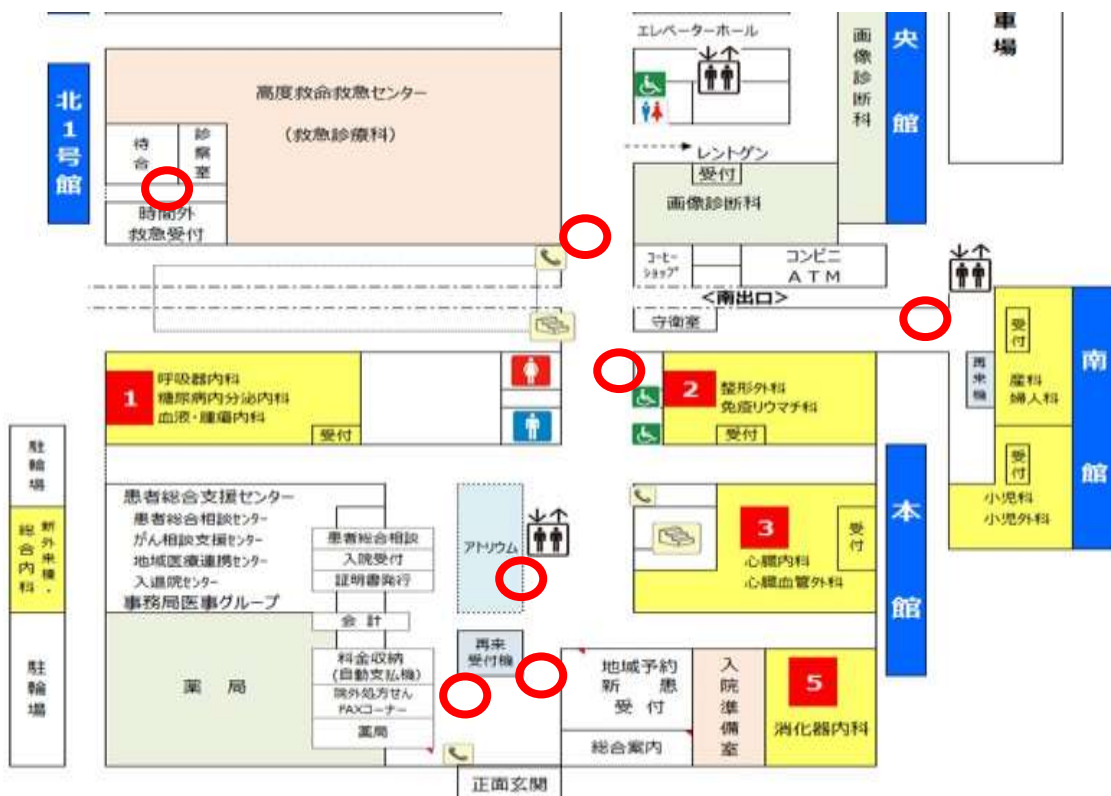 エレベーターホール
画像診断科
央館
車場
北1号館
高度救命救急センター
(救急診療科)
待合
診察室
時間外
救急受付
レントゲン
受付
画像診断科
コーヒー
ショップ
コンビニ
ATM
<南出口>
守衛室
1
呼吸器内科
糖尿病内分泌内科
血液・腫瘍内科
受付
2
整形外科
免疫リウマチ科
受付
再来機
受付
産科
婦人科
南館
受付
小児科
小児外科
駐輪場
新外来棟・
総合内科
駐輪場
患者総合支援センター
患者総合相談センター
がん相談支援センター
地域医療連携センター
入退院センター
事務局医事グループ
患者総合相談
入院受付
証明書発行
会計
アトリウム
3
心臓内科
心臓血管外科
受付
本館
薬局
料金収納
(自動支払機)
院外処方せん
FAXコーナー
薬局
再来
受付機
地域予約
新患
受付
総合案内
入院準備室
5
消化器内科
正面玄関